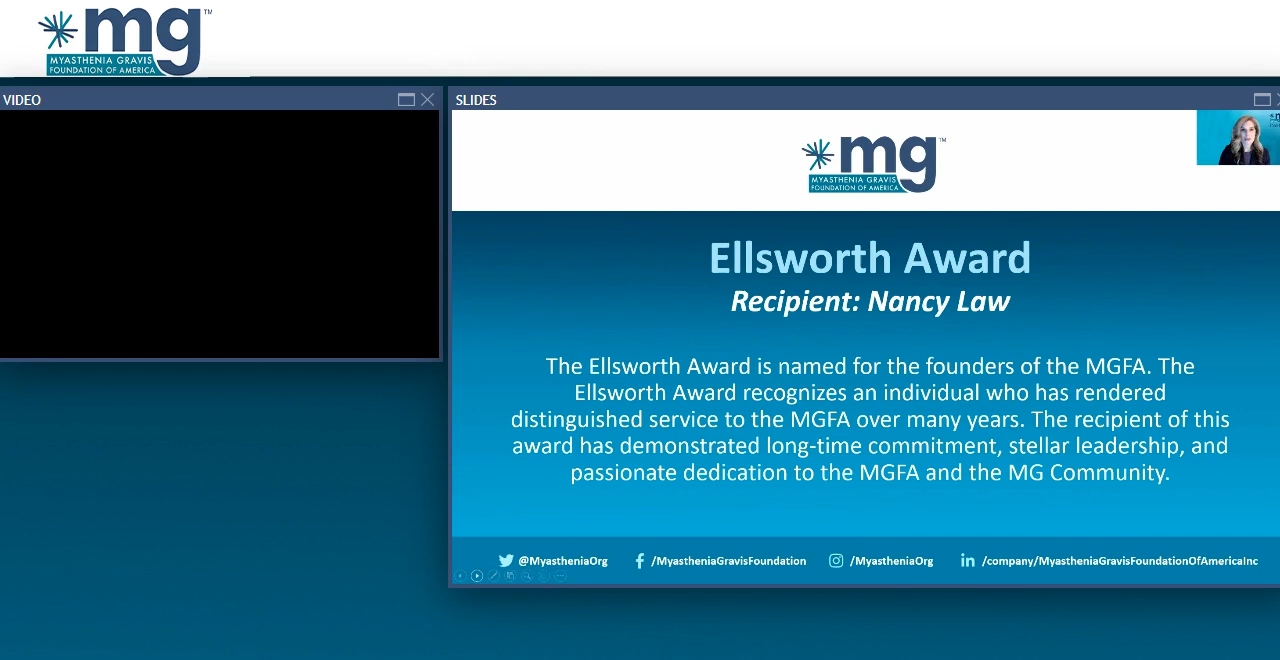 mg™
MYASTHENIA GRAVIS
FOUNDATION OF AMERICA
VIDEO
SLIDES
mg™
MYASTHENIA GRAVIS
FOUNDATION OF AMERICA
Ellsworth Award
Recipient: Nancy Law
The Ellsworth Award is named for the founders of the MGFA. The
Ellsworth Award recognizes an individual who has rendered
distinguished service to the MGFA over many years. The recipient of this
award has demonstrated long-time commitment, stellar leadership, and
passionate dedication to the MGFA and the MG Community.
@MyastheniaOrg /MyastheniaGravisFoundation /MyastheniaOrg in /company/MyastheniaGravisFoundationOfAmericaInc